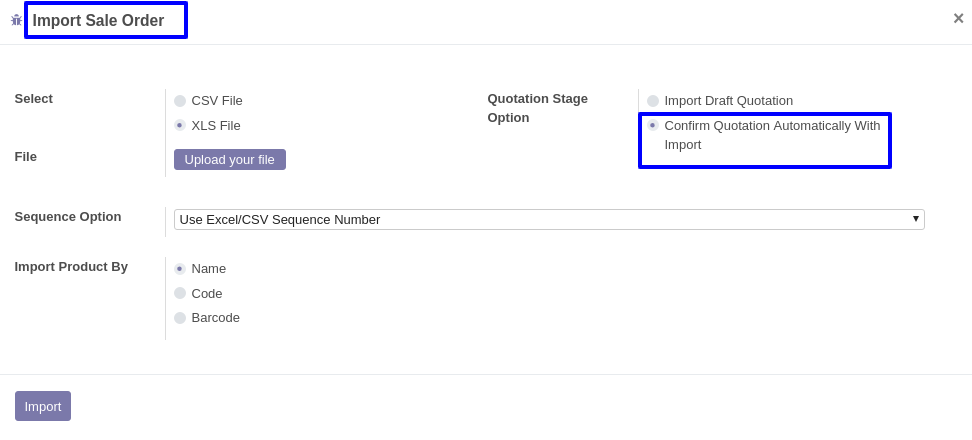 Import Sale Order
×
Select
CSV File
XLS File
File
Upload your file
Quotation Stage
Option
Import Draft Quotation
Confirm Quotation Automatically With
Import
Sequence Option
Use Excel/CSV Sequence Number
Import Product By
Name
Code
Barcode
Import